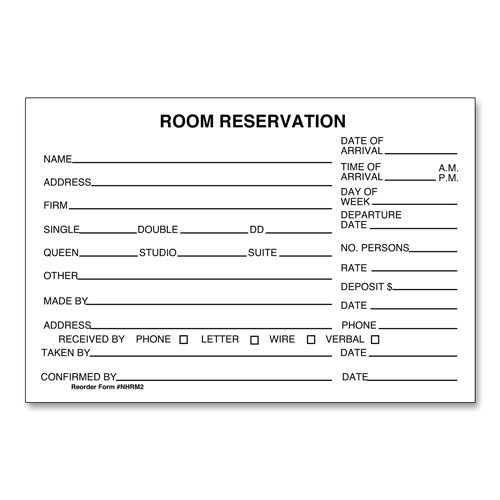 ROOM RESERVATION
DATE OF
ARRIVAL
NAME
TIME OF A.M.
ARRIVAL P.M.
ADDRESS
DAY OF
WEEK
FIRM
DEPARTURE
DATE
SINGLE DOUBLE DD
NO. PERSONS
QUEEN STUDIO SUITE
RATE
OTHER
DEPOSIT $
MADE BY DATE
ADDRESS PHONE
RECEIVED BY PHONE ☐ LETTER ☐ WIRE ☐ VERBAL ☐
TAKEN BY DATE
CONFIRMED BY DATE
Reorder Form #NHRM2